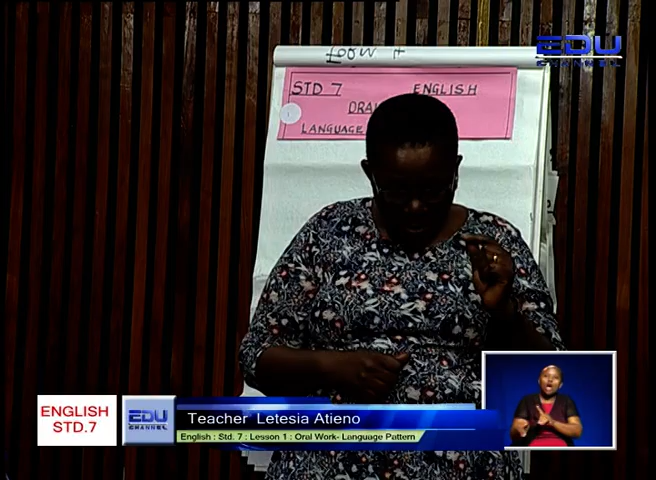 EDU
CHANNEL
STD 7 ENGLISH
LANGUAGE
ENGLISH
STD.7
EDU
CHANNEL
Teacher Letesia Atieno
English : Std. 7 : Lesson 1 : Oral Work- Language Pattern